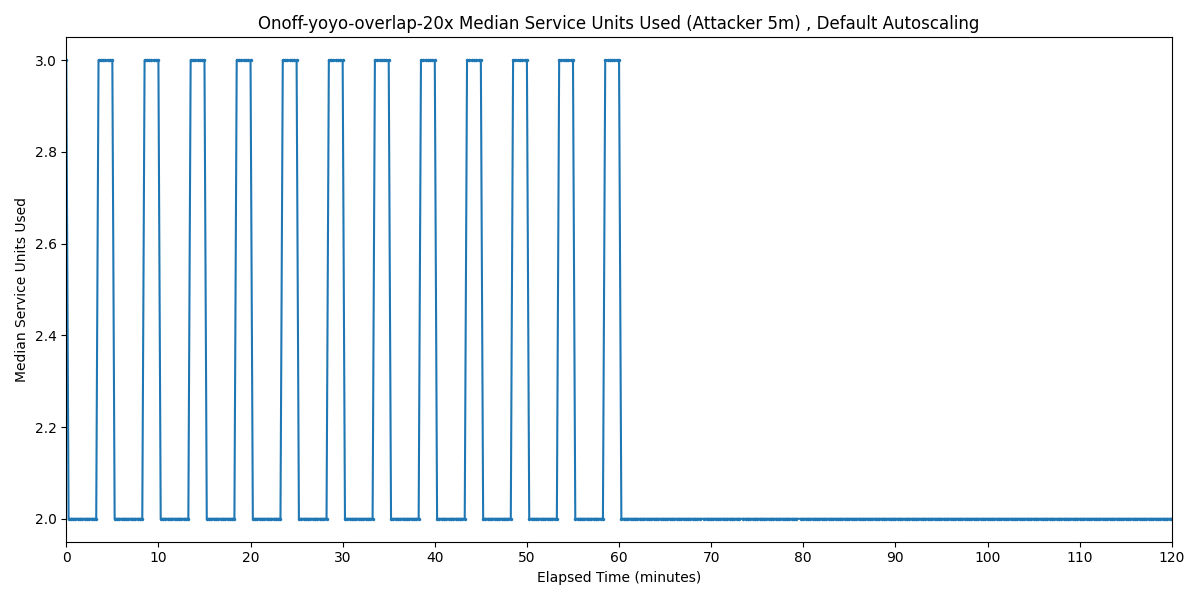 Onoff-yoyo-overlap-20x Median Service Units Used (Attacker 5m) , Default Autoscaling
Median Service Units Used
3.0
2.8
2.6
2.4
2.2
2.0
0 10 20 30 40 50 60 70 80 90 100 110 120
Elapsed Time (minutes)